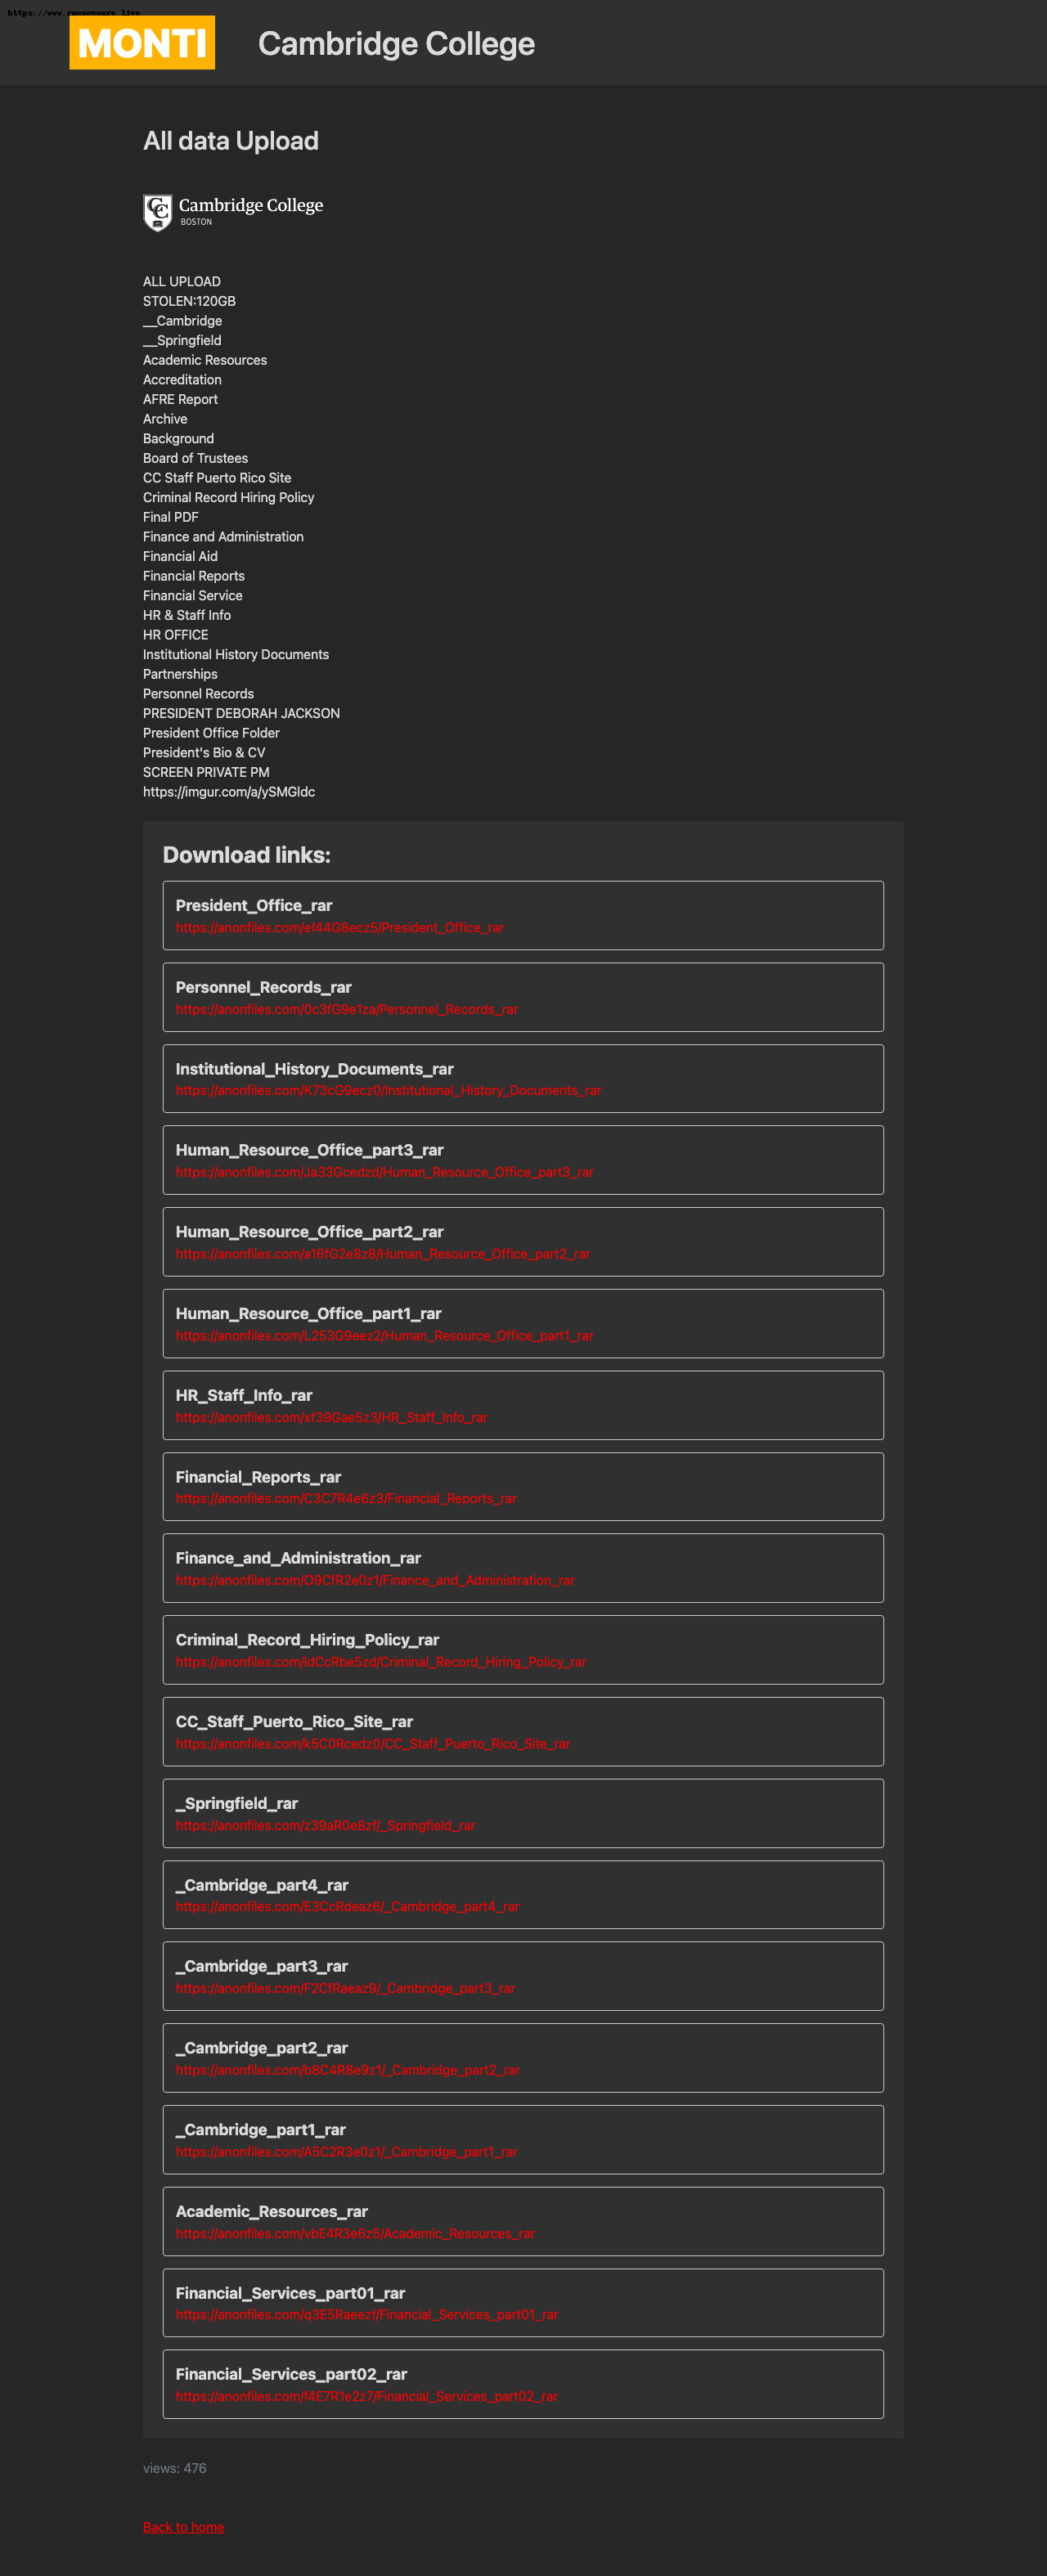 https://www.ransomware.live
MONTI
Cambridge College
All data Upload
Cambridge College
BOSTON
ALL UPLOAD
STOLEN:120GB
__Cambridge
__Springfield
Academic Resources
Accreditation
AFRE Report
Archive
Background
Board of Trustees
CC Staff Puerto Rico Site
Criminal Record Hiring Policy
Final PDF
Finance and Administration
Financial Aid
Financial Reports
Financial Service
HR & Staff Info
HR OFFICE
Institutional History Documents
Partnerships
Personnel Records
PRESIDENT DEBORAH JACKSON
President Office Folder
President's Bio & CV
SCREEN PRIVATE PM
https://imgur.com/a/ySMGldc
Download links:
President_Office_rar
https://anonfiles.com/ef44G8ecz5/President_Office_rar
Personnel_Records_rar
https://anonfiles.com/0c3fG9e1za/Personnel_Records_rar
Institutional_History_Documents_rar
https://anonfiles.com/K73cG9ecz0/Institutional_History_Documents_rar
Human_Resource_Office_part3_rar
https://anonfiles.com/Ja33Gcedzd/Human_Resource_Office_part3_rar
Human_Resource_Office_part2_rar
https://anonfiles.com/a16fG2e8z8/Human_Resource_Office_part2_rar
Human_Resource_Office_part1_rar
https://anonfiles.com/L253G9eez2/Human_Resource_Office_part1_rar
HR_Staff_Info_rar
https://anonfiles.com/xf39Gae5z3/HR_Staff_Info_rar
Financial_Reports_rar
https://anonfiles.com/C3C7R4e6z3/Financial_Reports_rar
Finance_and_Administration_rar
https://anonfiles.com/O9CfR2e0z1/Finance_and_Administration_rar
Criminal_Record_Hiring_Policy_rar
https://anonfiles.com/ldCcRbe5zd/Criminal_Record_Hiring_Policy_rar
CC_Staff_Puerto_Rico_Site_rar
https://anonfiles.com/k5C0Rcedz0/CC_Staff_Puerto_Rico_Site_rar
_Springfield_rar
https://anonfiles.com/z39aR0e8zf/_Springfield_rar
_Cambridge_part4_rar
https://anonfiles.com/E3CcRdeaz6/_Cambridge_part4_rar
_Cambridge_part3_rar
https://anonfiles.com/F2CfRaeaz9/_Cambridge_part3_rar
_Cambridge_part2_rar
https://anonfiles.com/b8C4R8e9z1/_Cambridge_part2_rar
_Cambridge_part1_rar
https://anonfiles.com/A5C2R3e0z1/_Cambridge_part1_rar
Academic_Resources_rar
https://anonfiles.com/vbE4R3e6z5/Academic_Resources_rar
Financial_Services_part01_rar
https://anonfiles.com/q3E5Raeezf/Financial_Services_part01_rar
Financial_Services_part02_rar
https://anonfiles.com/f4E7R1e2z7/Financial_Services_part02_rar
views: 476
Back to home